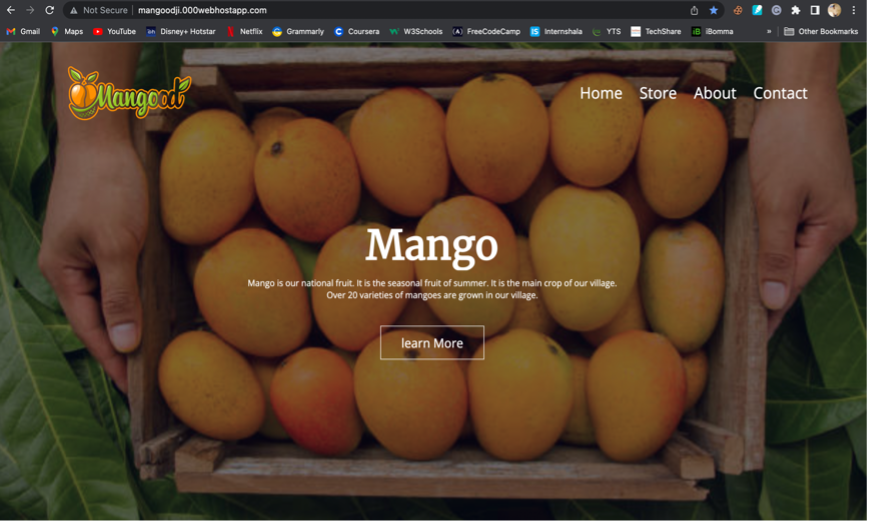 Not Secure | mangoodji.000webhostapp.com
Gmail Maps YouTube Disney+ Hotstar Netflix Grammarly Coursera W3Schools FreeCodeCamp Internshala YTS TechShare iBomma » Other Bookmarks
Mangood
Home Store About Contact
Mango
Mango is our national fruit. It is the seasonal fruit of summer. It is the main crop of our village.
Over 20 varieties of mangoes are grown in our village.
learn More